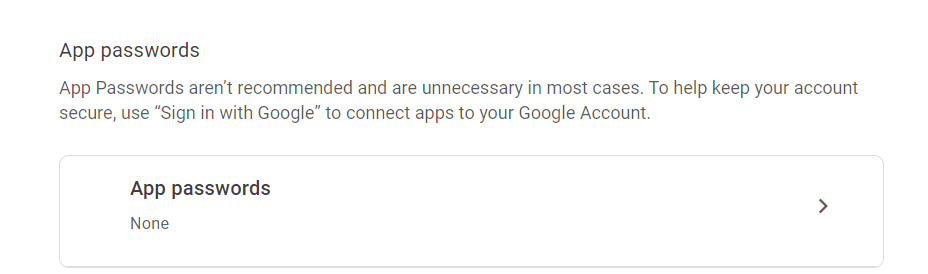 App passwords
App Passwords aren’t recommended and are unnecessary in most cases. To help keep your account
secure, use “Sign in with Google” to connect apps to your Google Account.
App passwords
None